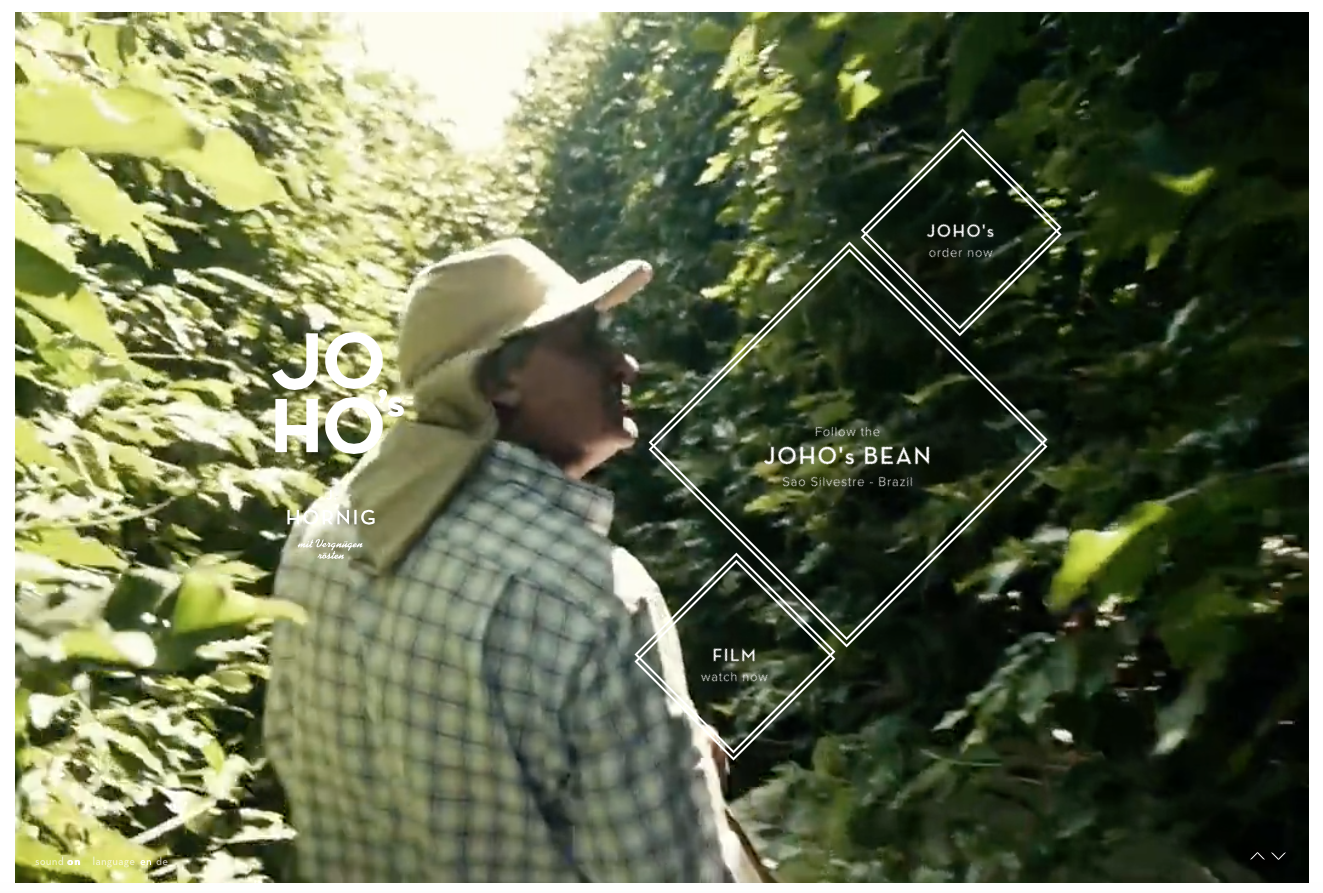 JOHO's
order now
JO
HO's
Follow the
JOHO's BEAN
Sao Silvestre - Brazil
HORNIG
mit Vergnügen
rösten
FILM
watch now
sound on language en de